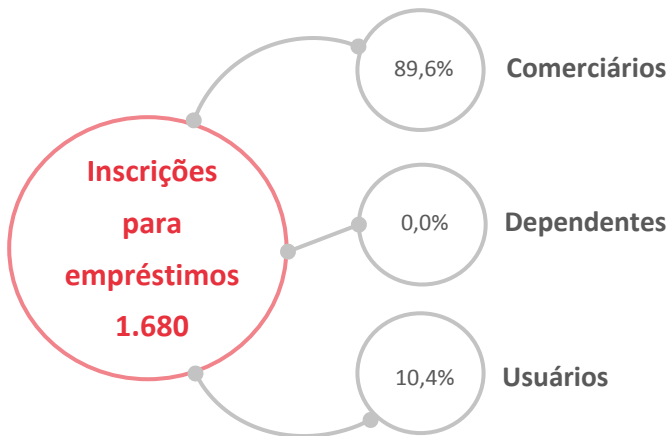 Inscrições
para
empréstimos
1.680
89,6%
Comerciários
0,0%
Dependentes
10,4%
Usuários